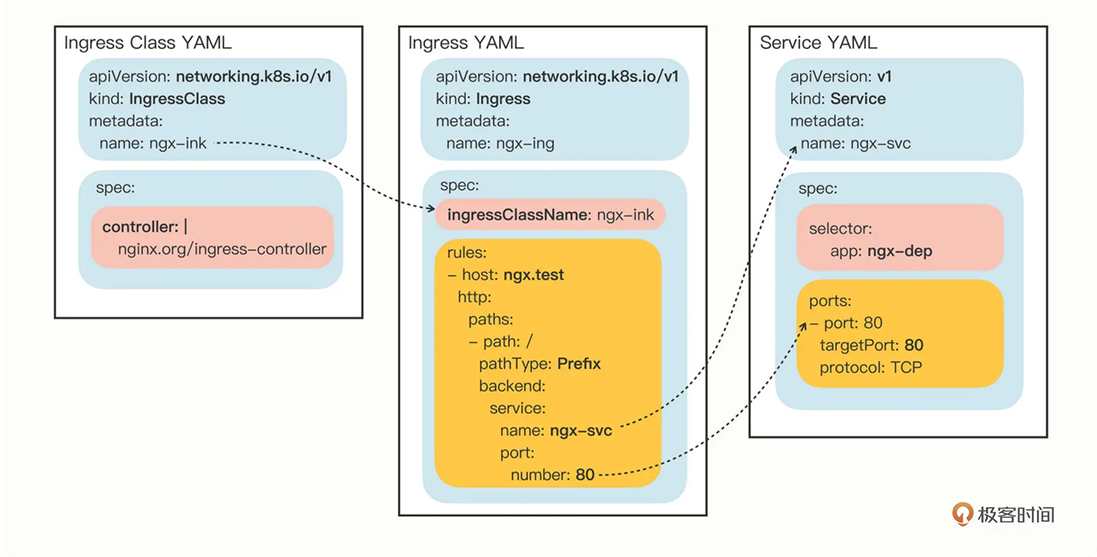 Ingress Class YAML
apiVersion: networking.k8s.io/v1
kind: IngressClass
metadata:
name: ngx-ink
spec:
controller: |
nginx.org/ingress-controller
Ingress YAML
apiVersion: networking.k8s.io/v1
kind: Ingress
metadata:
name: ngx-ing
spec:
ingressClassName: ngx-ink
rules:
- host: ngx.test
http:
paths:
- path: /
pathType: Prefix
backend:
service:
name: ngx-svc
port:
number: 80
Service YAML
apiVersion: v1
kind: Service
metadata:
name: ngx-svc
spec:
selector:
app: ngx-dep
ports:
- port: 80
targetPort: 80
protocol: TCP
极客时间